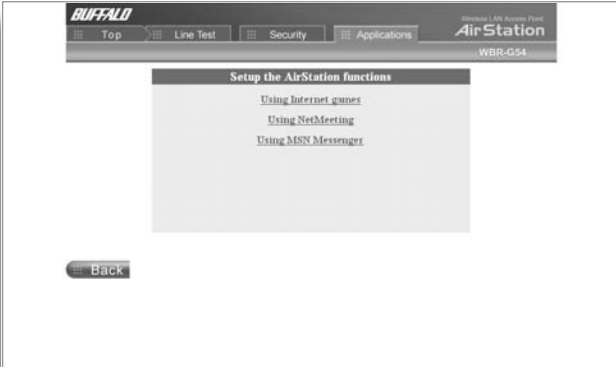 BUFFALO
Wireless LAN Access Point
AirStation
Top
Line Test
Security
Applications
WBR-G54
Setup the AirStation functions
Using Internet games
Using NetMeeting
Using MSN Messenger
Back